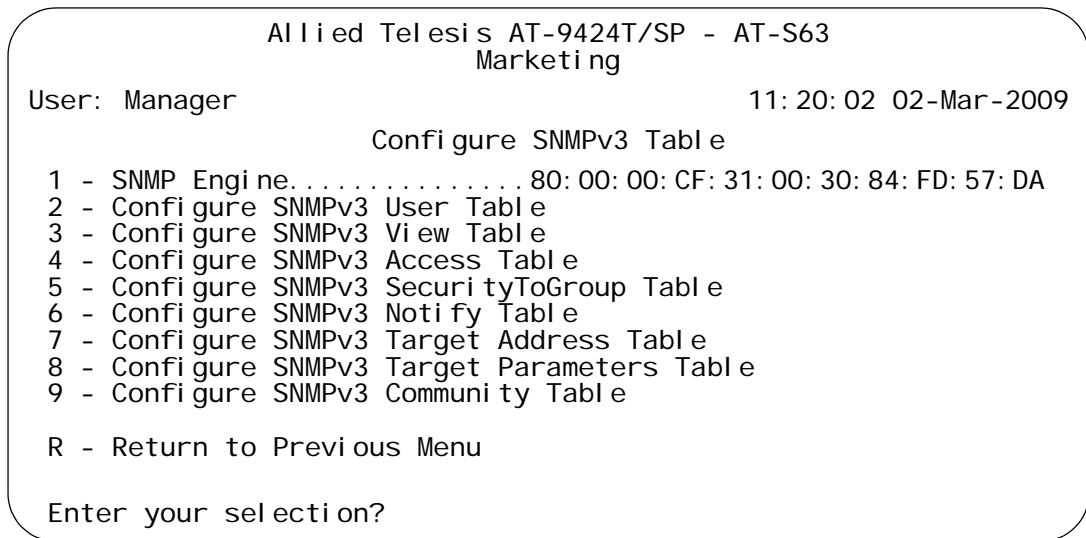 Allied Telesis AT-9424T/SP - AT-S63
Marketing
User: Manager 11:20:02 02-Mar-2009
Configure SNMPv3 Table
1 - SNMP Engine...............80:00:00:CF:31:00:30:84:FD:57:DA
2 - Configure SNMPv3 User Table
3 - Configure SNMPv3 View Table
4 - Configure SNMPv3 Access Table
5 - Configure SNMPv3 SecurityToGroup Table
6 - Configure SNMPv3 Notify Table
7 - Configure SNMPv3 Target Address Table
8 - Configure SNMPv3 Target Parameters Table
9 - Configure SNMPv3 Community Table
R - Return to Previous Menu
Enter your selection?